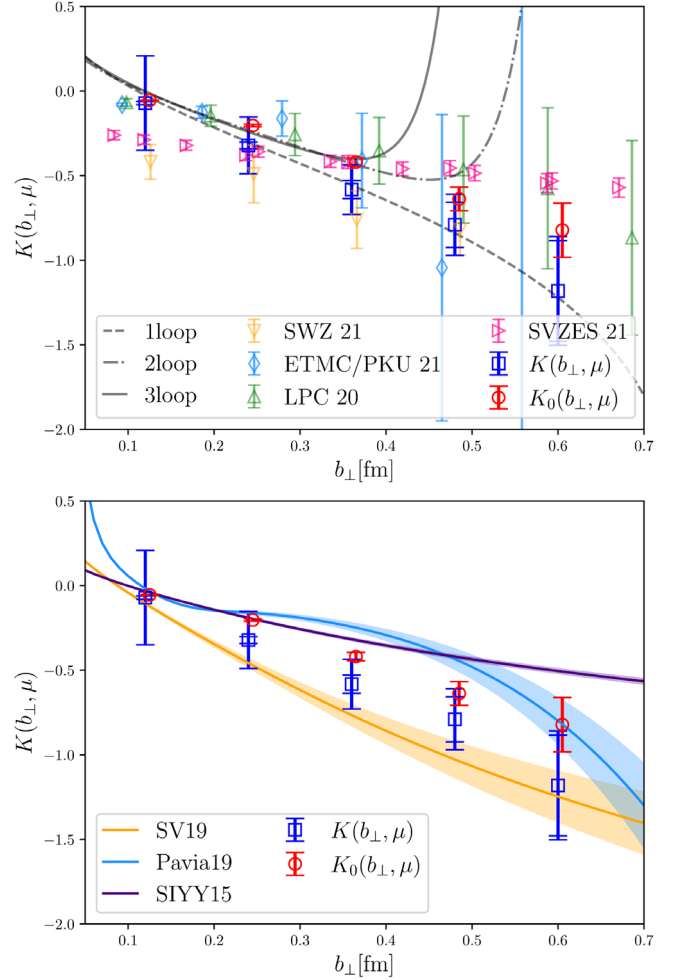 0.5
0.0
−0.5
−1.0
−1.5
−2.0
K(b⊥, μ)
1loop
2loop
3loop
SWZ 21
ETMC/PKU 21
LPC 20
SVZES 21
K(b⊥, μ)
K₀(b⊥, μ)
0.1 0.2 0.3 0.4 0.5 0.6 0.7
b⊥[fm]
0.5
0.0
−0.5
−1.0
−1.5
−2.0
K(b⊥, μ)
SV19
Pavia19
SIYY15
K(b⊥, μ)
K₀(b⊥, μ)
0.1 0.2 0.3 0.4 0.5 0.6 0.7
b⊥[fm]